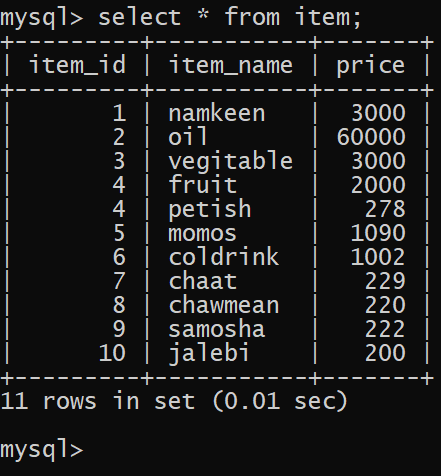 mysql> select * from item;
+---------+-----------+-------+
| item_id | item_name | price |
+---------+-----------+-------+
|       1 | namkeen   |  3000 |
|       2 | oil       | 60000 |
|       3 | vegitable |  3000 |
|       4 | fruit     |  2000 |
|       4 | petish    |   278 |
|       5 | momos     |  1090 |
|       6 | coldrink  |  1002 |
|       7 | chaat     |   229 |
|       8 | chawmean  |   220 |
|       9 | samosha   |   222 |
|      10 | jalebi    |   200 |
+---------+-----------+-------+
11 rows in set (0.01 sec)
mysql>